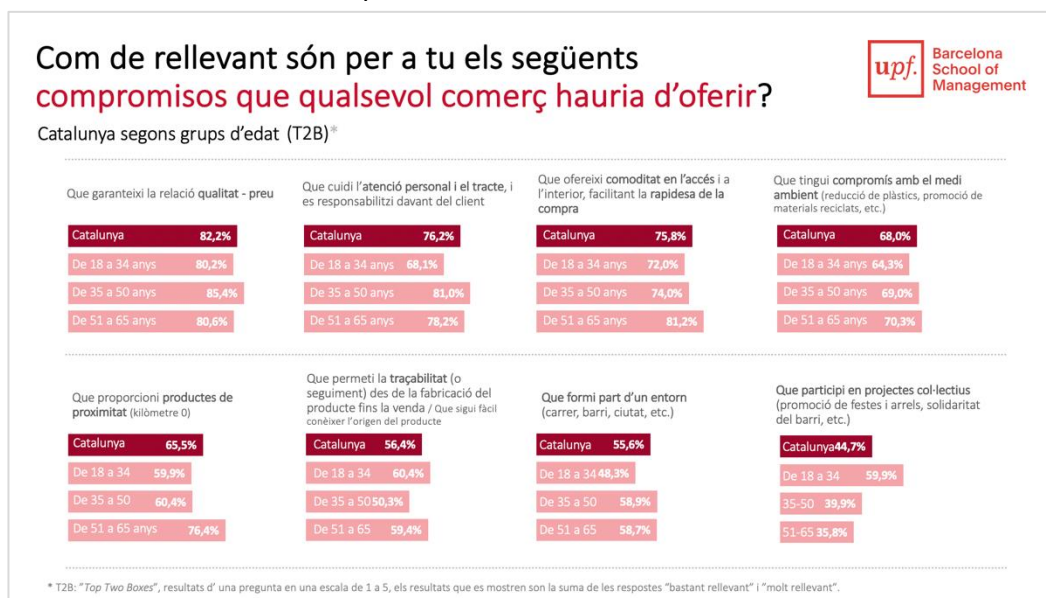 Com de rellevant són per a tu els següents
compromisos que qualsevol comerç hauria d'oferir?
upf.
Barcelona
School of
Management
Catalunya segons grups d'edat (T2B)*
Que garanteixi la relació qualitat - preu
Catalunya 82,2%
De 18 a 34 anys 80,2%
De 35 a 50 anys 85,4%
De 51 a 65 anys 80,6%
Que cuidi l'atenció personal i el tracte, i
es responsabilitzi davant del client
Catalunya 76,2%
De 18 a 34 anys 68,1%
De 35 a 50 anys 81,0%
De 51 a 65 anys 78,2%
Que ofereixi comoditat en l'accés i a
l'interior, facilitant la rapidesa de la
compra
Catalunya 75,8%
De 18 a 34 anys 72,0%
De 35 a 50 anys 74,0%
De 51 a 65 anys 81,2%
Que tingui compromís amb el medi
ambient (reducció de plàstics, promoció de
materials reciclats, etc.)
Catalunya 68,0%
De 18 a 34 anys 64,3%
De 35 a 50 anys 69,0%
De 51 a 65 anys 70,3%
Que proporcioni productes de
proximitat (kilòmetre 0)
Catalunya 65,5%
De 18 a 34 59,9%
De 35 a 50 60,4%
De 51 a 65 anys 76,4%
Que permeti la traçabilitat (o
seguiment) des de la fabricació del
producte fins la venda / Que sigui fàcil
conèixer l'origen del producte
Catalunya 56,4%
De 18 a 34 60,4%
De 35 a 50 50,3%
De 51 a 65 59,4%
Que formi part d'un entorn
(carrer, barri, ciutat, etc.)
Catalunya 55,6%
De 18 a 34 48,3%
De 35 a 50 58,9%
De 51 a 65 58,7%
Que participi en projectes col·lectius
(promoció de festes i arrels, solidaritat
del barri, etc.)
Catalunya 44,7%
De 18 a 34 59,9%
35-50 39,9%
51-65 35,8%
* T2B: "Top Two Boxes", resultats d' una pregunta en una escala de 1 a 5, els resultats que es mostren son la suma de les respostes "bastant rellevant" i "molt rellevant".